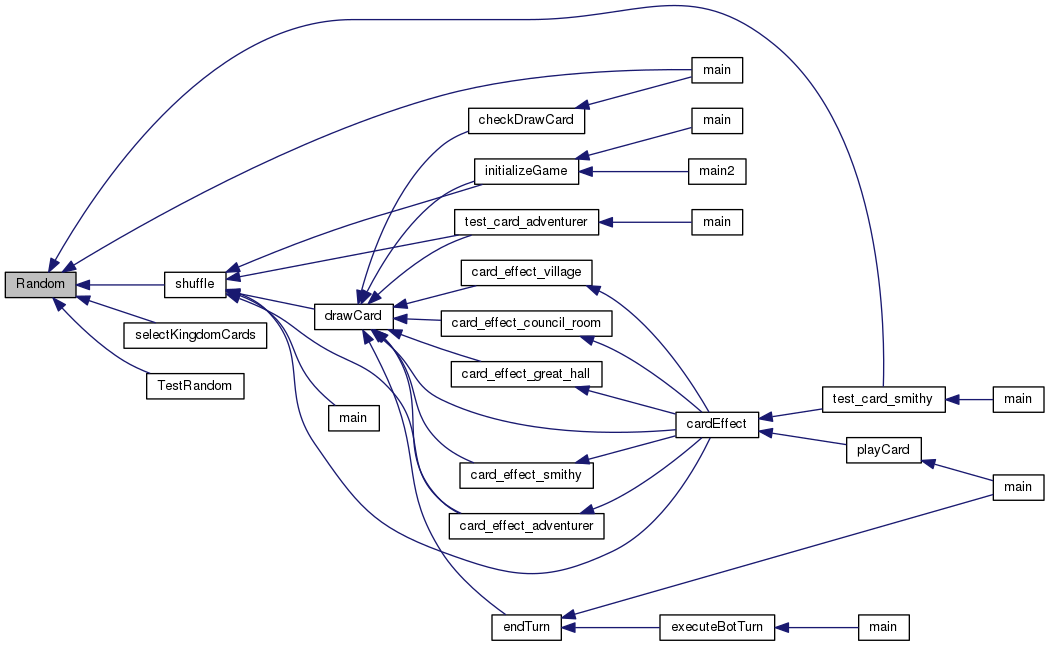 main
checkDrawCard
main
initializeGame
main2
test_card_adventurer
main
card_effect_village
Random
shuffle
drawCard
card_effect_council_room
selectKingdomCards
card_effect_great_hall
TestRandom
test_card_smithy
main
main
cardEffect
playCard
card_effect_smithy
main
card_effect_adventurer
endTurn
executeBotTurn
main